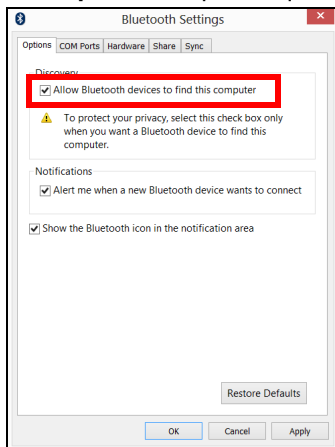 Bluetooth Settings
Options COM Ports Hardware Share Sync
Discovery
Allow Bluetooth devices to find this computer
To protect your privacy, select this check box only
when you want a Bluetooth device to find this
computer.
Notifications
Alert me when a new Bluetooth device wants to connect
Show the Bluetooth icon in the notification area
Restore Defaults
OK Cancel Apply